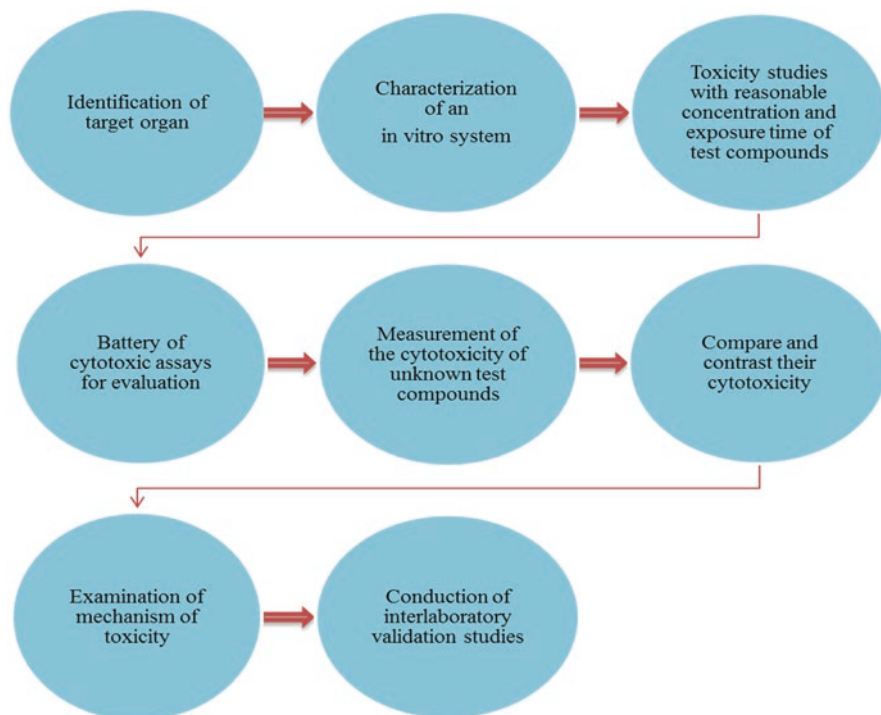 Identification of
target organ
Characterization
of an
in vitro system
Toxicity studies
with reasonable
concentration and
exposure time of
test compounds
Battery of
cytotoxic assays
for evaluation
Measurement of
the cytotoxicity of
unknown test
compounds
Compare and
contrast their
cytotoxicity
Examination of
mechanism of
toxicity
Conduction of
interlaboratory
validation studies